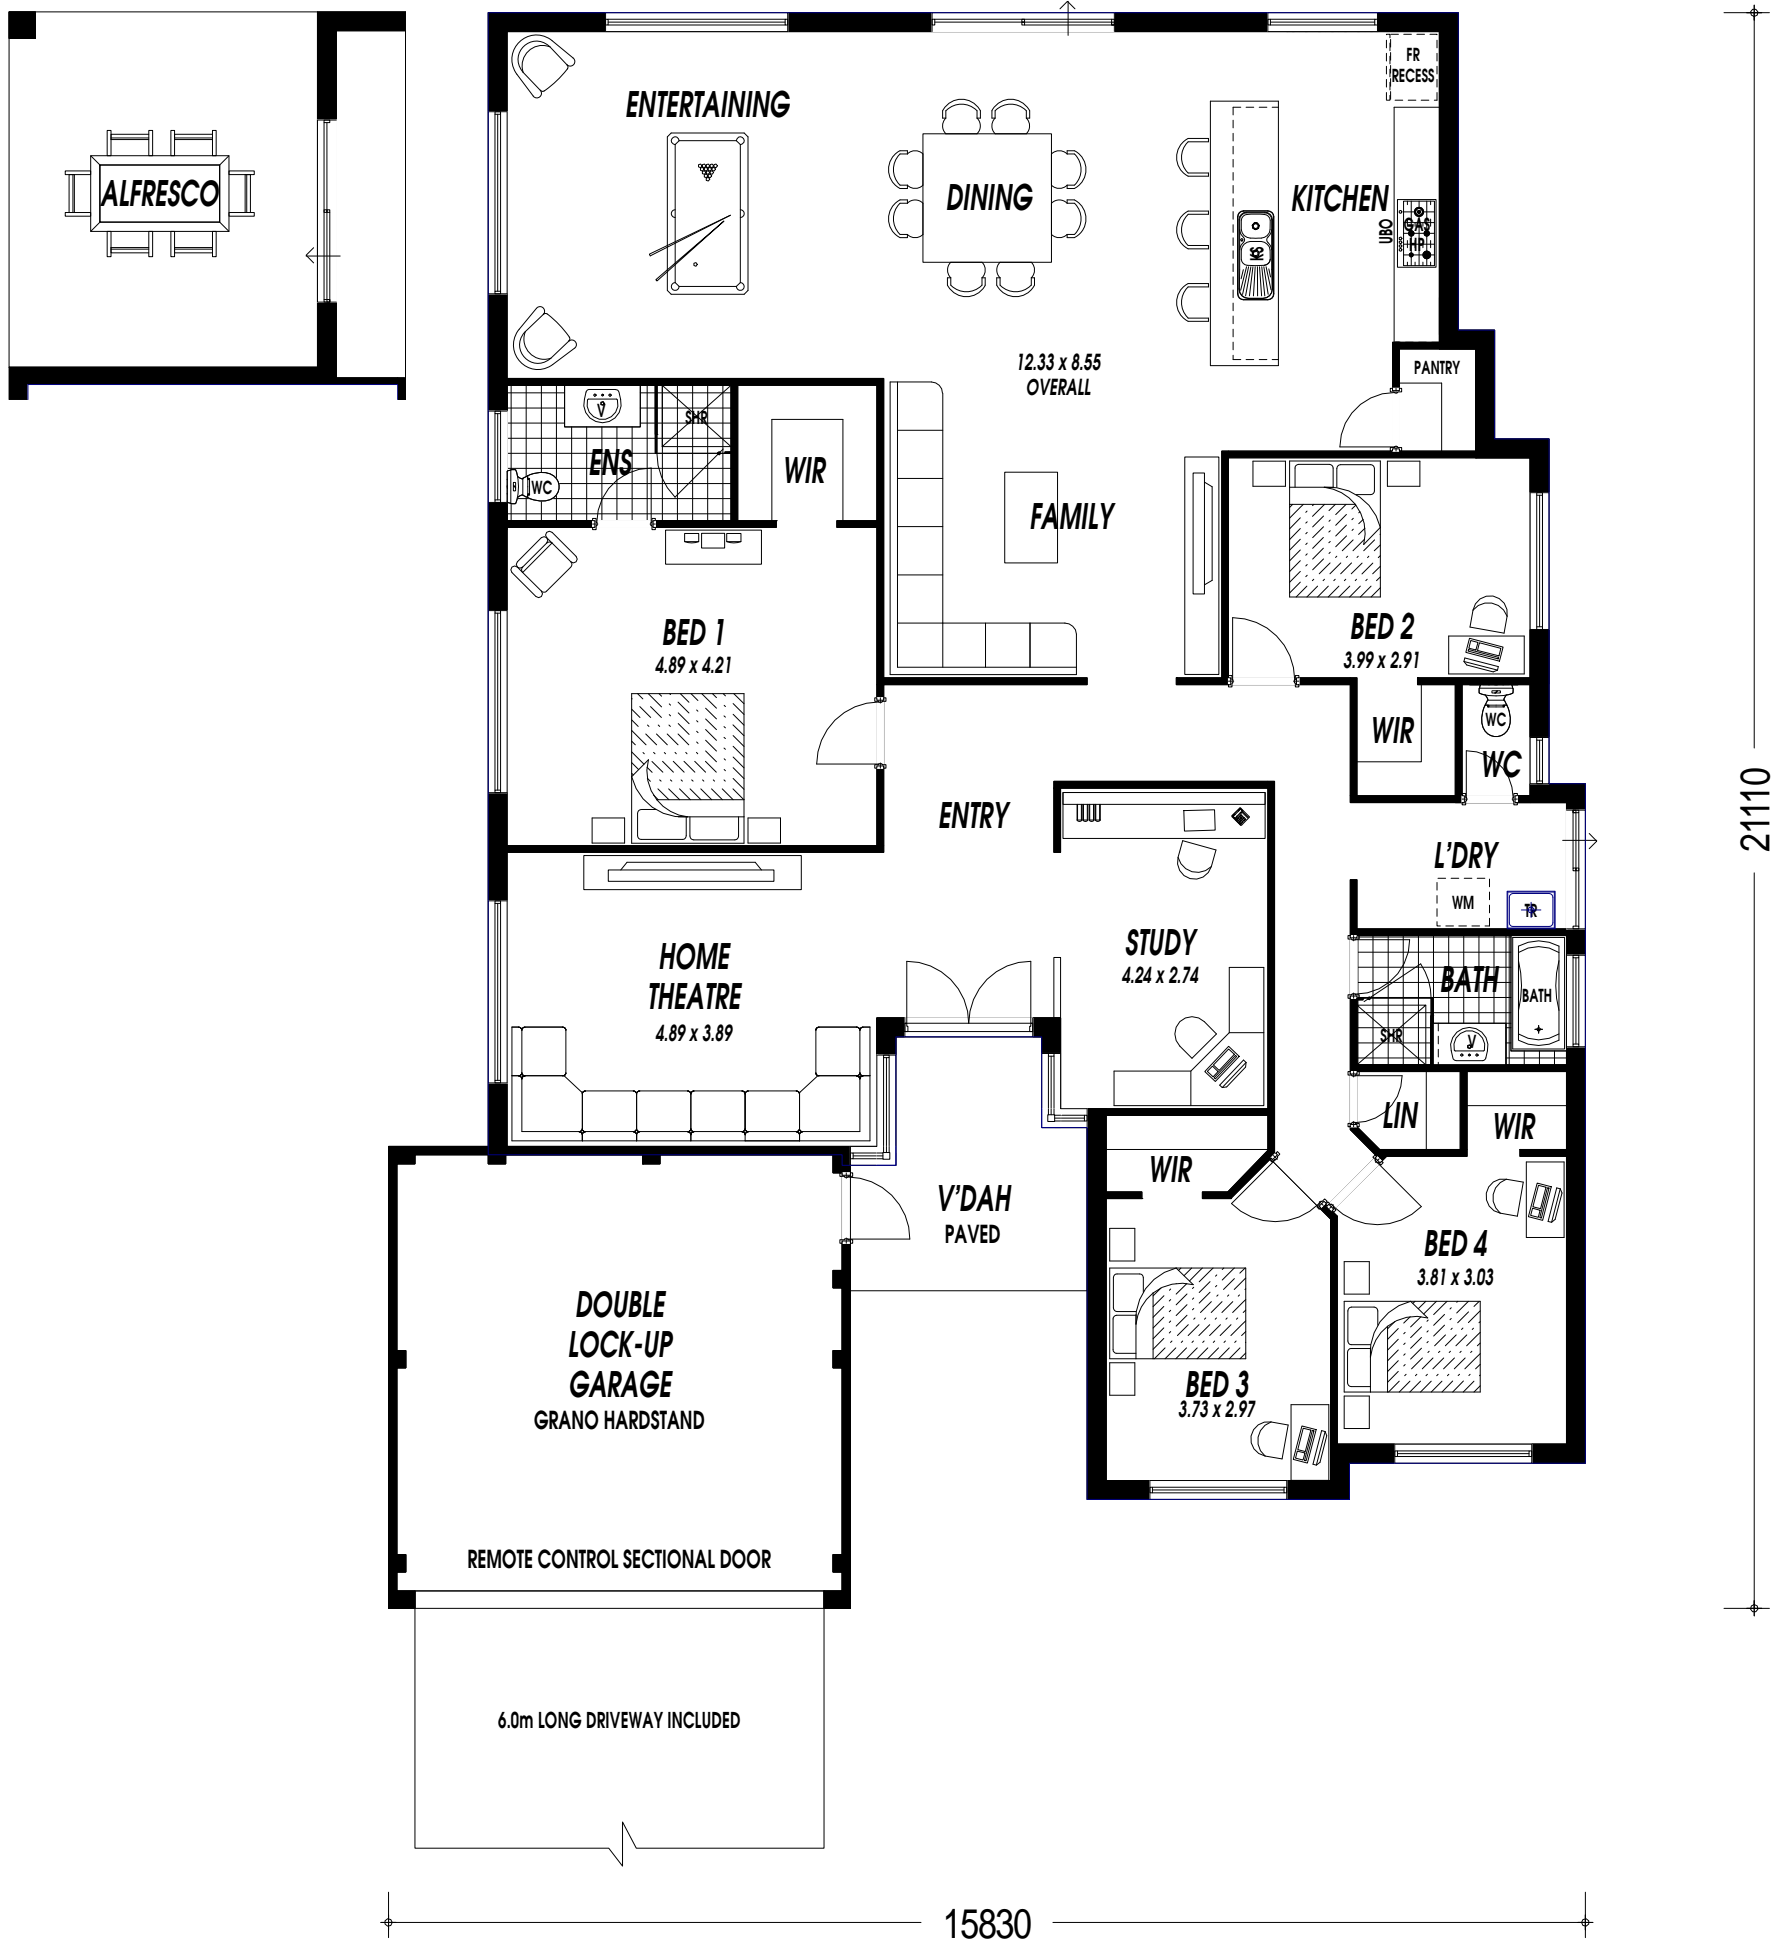 FR
RECESS
ENTERTAINING
ALFRESCO
DINING
KITCHEN
UBO
GAS
HP
12.33 x 8.55
OVERALL
PANTRY
SHR
ENS
WC
WIR
FAMILY
BED 1
4.89 x 4.21
BED 2
3.99 x 2.91
WIR
WC
WC
ENTRY
L'DRY
WM
TR
21110
HOME
THEATRE
4.89 x 3.89
STUDY
4.24 x 2.74
BATH
BATH
SHR
V
LIN
WIR
WIR
V'DAH
PAVED
BED 4
3.81 x 3.03
DOUBLE
LOCK-UP
GARAGE
GRANO HARDSTAND
BED 3
3.73 x 2.97
REMOTE CONTROL SECTIONAL DOOR
6.0m LONG DRIVEWAY INCLUDED
15830